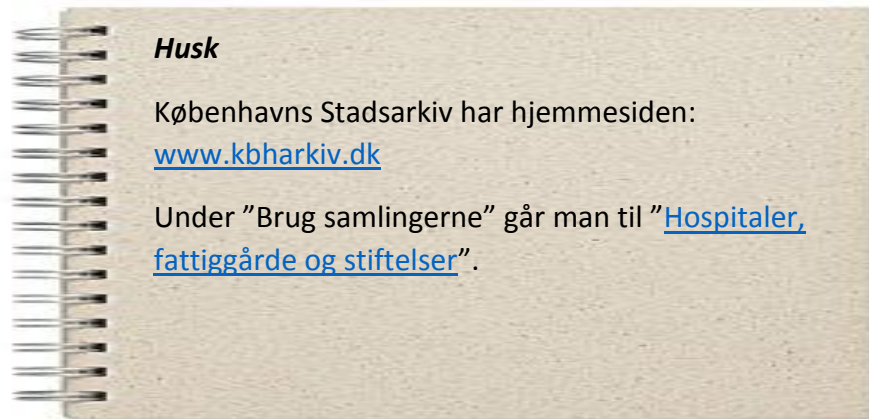 Husk
Københavns Stadsarkiv har hjemmesiden:
www.kbharkiv.dk
Under ”Brug samlingerne” går man til ”Hospitaler,
fattiggårde og stiftelser”.